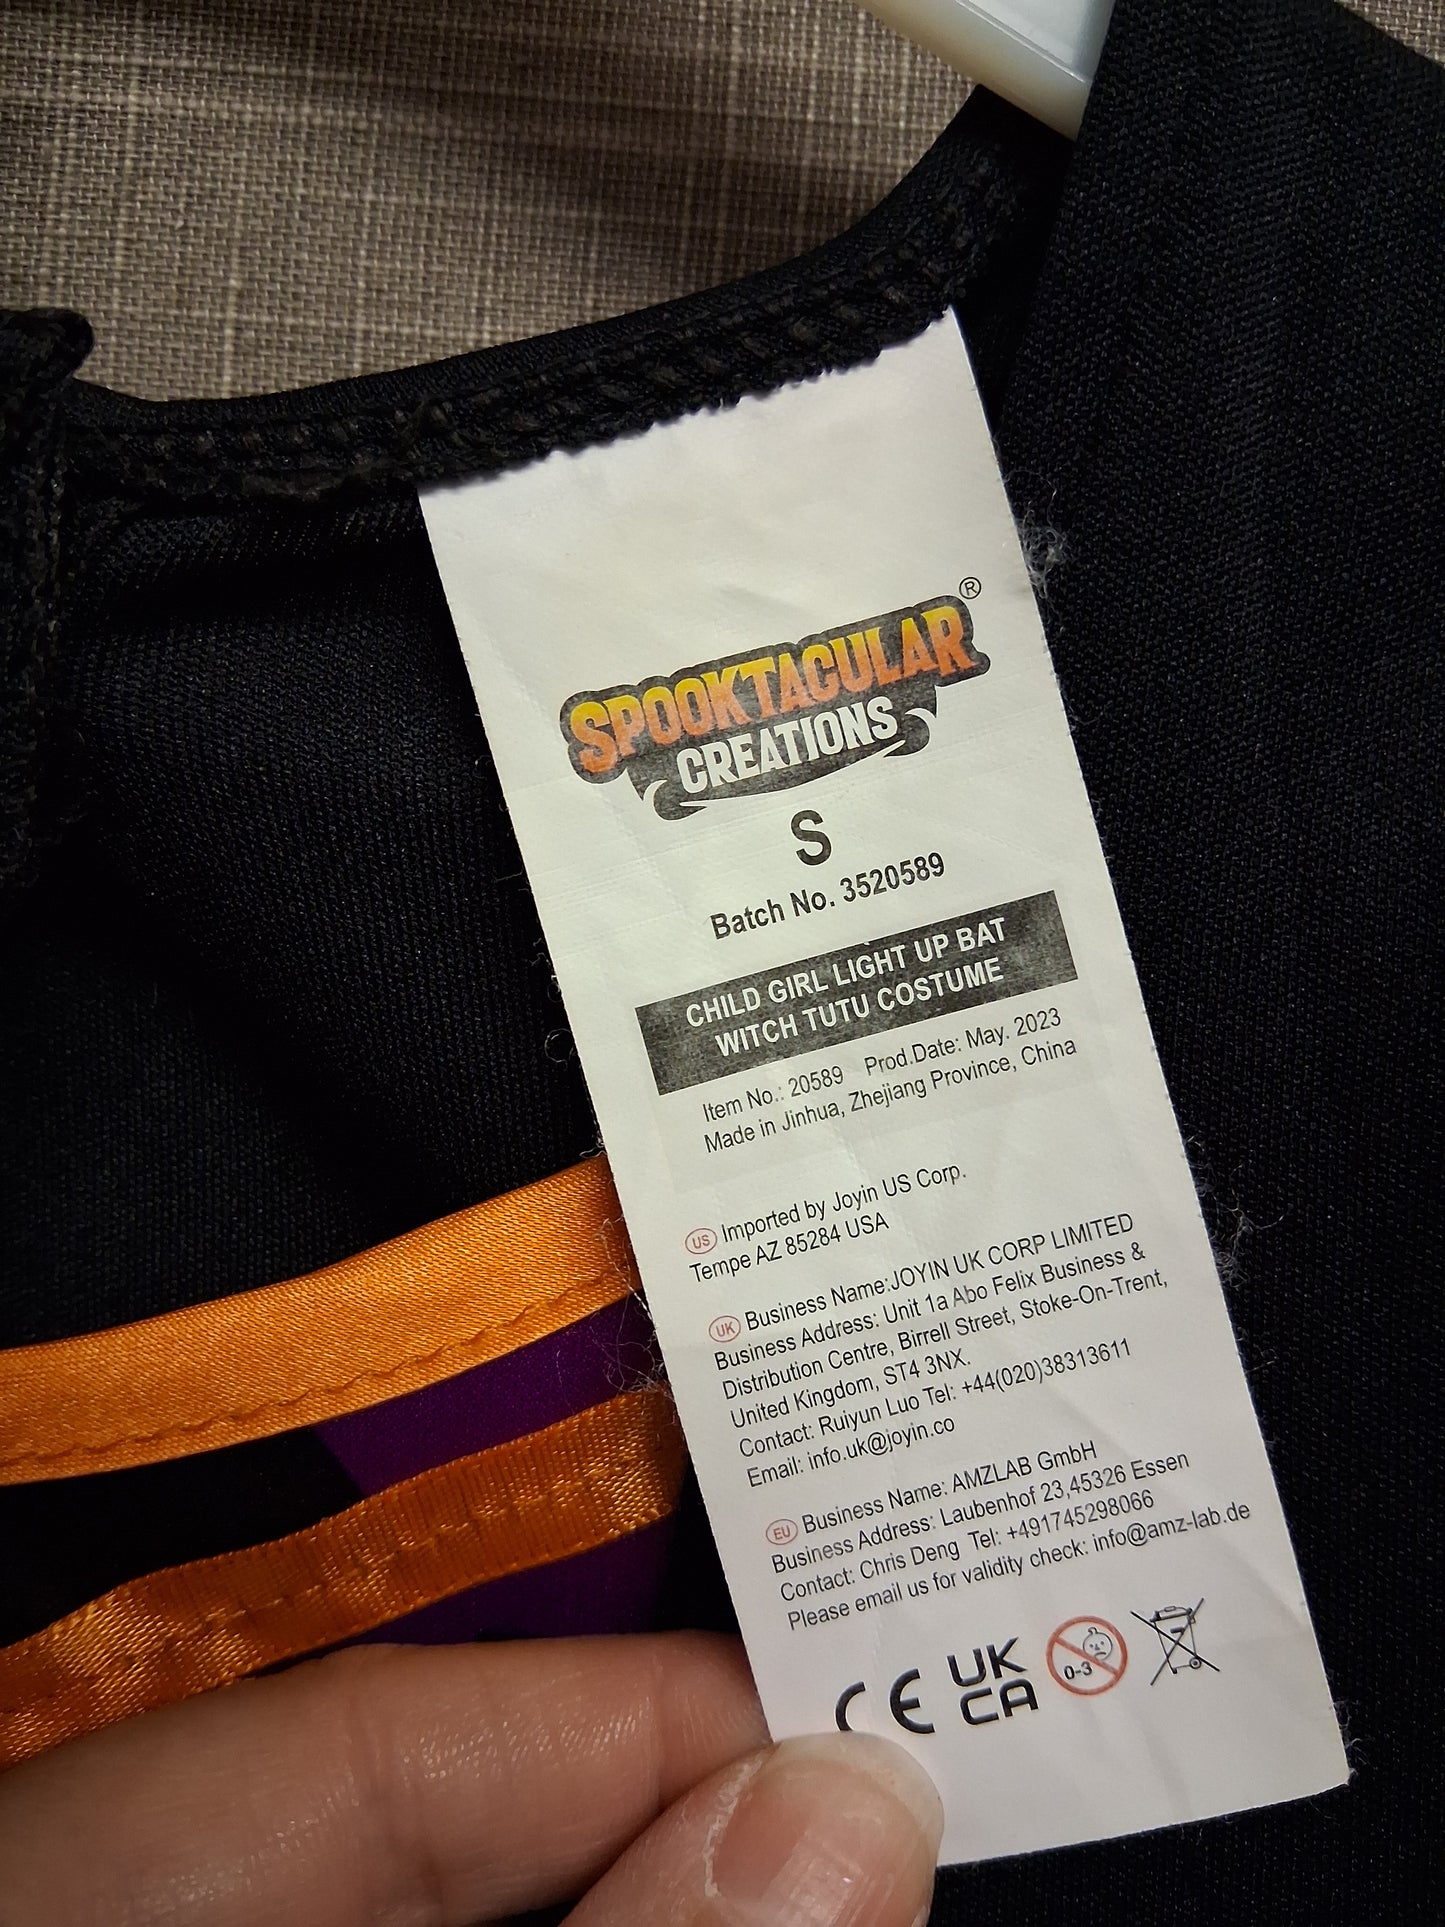 SPOOKTACULAR®
CREATIONS
S
Batch No. 3520589
CHILD GIRL LIGHT UP BAT
WITCH TUTU COSTUME
Item No.: 20589 Prod.Date: May. 2023
Made in Jinhua, Zhejiang Province, China
US Imported by Joyin US Corp.
Tempe AZ 85284 USA
UK Business Name:JOYIN UK CORP LIMITED
Business Address: Unit 1a Abo Felix Business &
Distribution Centre, Birrell Street, Stoke-On-Trent,
United Kingdom, ST4 3NX.
Contact: Ruiyun Luo Tel: +44(020)38313611
Email: info.uk@joyin.co
EU Business Name: AMZLAB GmbH
Business Address: Laubenhof 23,45326 Essen
Contact: Chris Deng Tel: +491745298066
Please email us for validity check: info@amz-lab.de
CE UK
CA 0-3